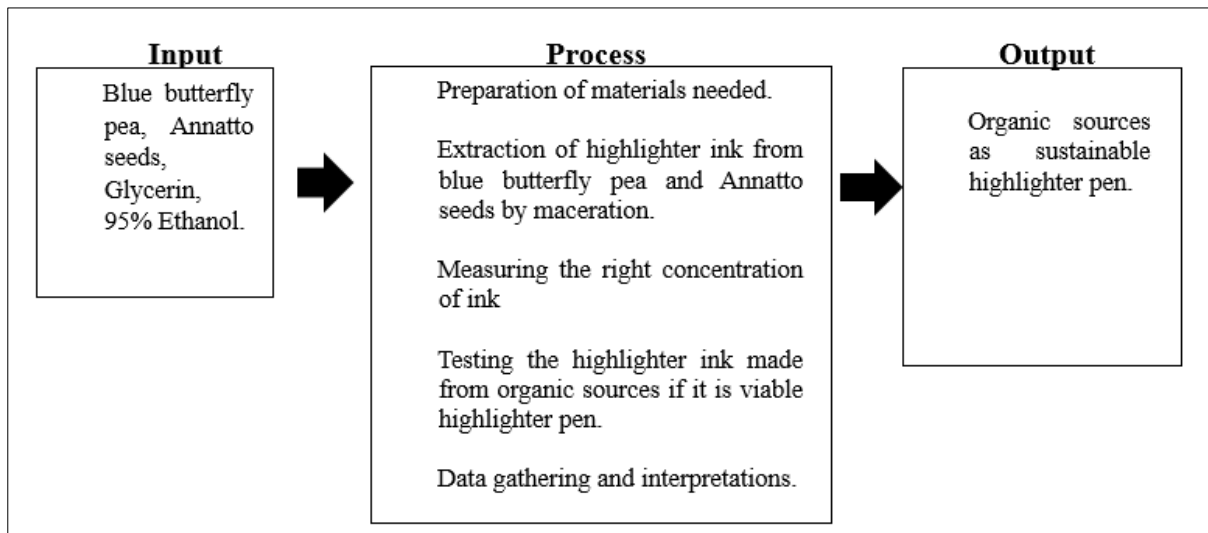 Input
Blue butterfly
pea, Annatto
seeds,
Glycerin,
95% Ethanol.
Process
Preparation of materials needed.
Extraction of highlighter ink from
blue butterfly pea and Annatto
seeds by maceration.
Measuring the right concentration
of ink
Testing the highlighter ink made
from organic sources if it is viable
highlighter pen.
Data gathering and interpretations.
Output
Organic sources
as sustainable
highlighter pen.